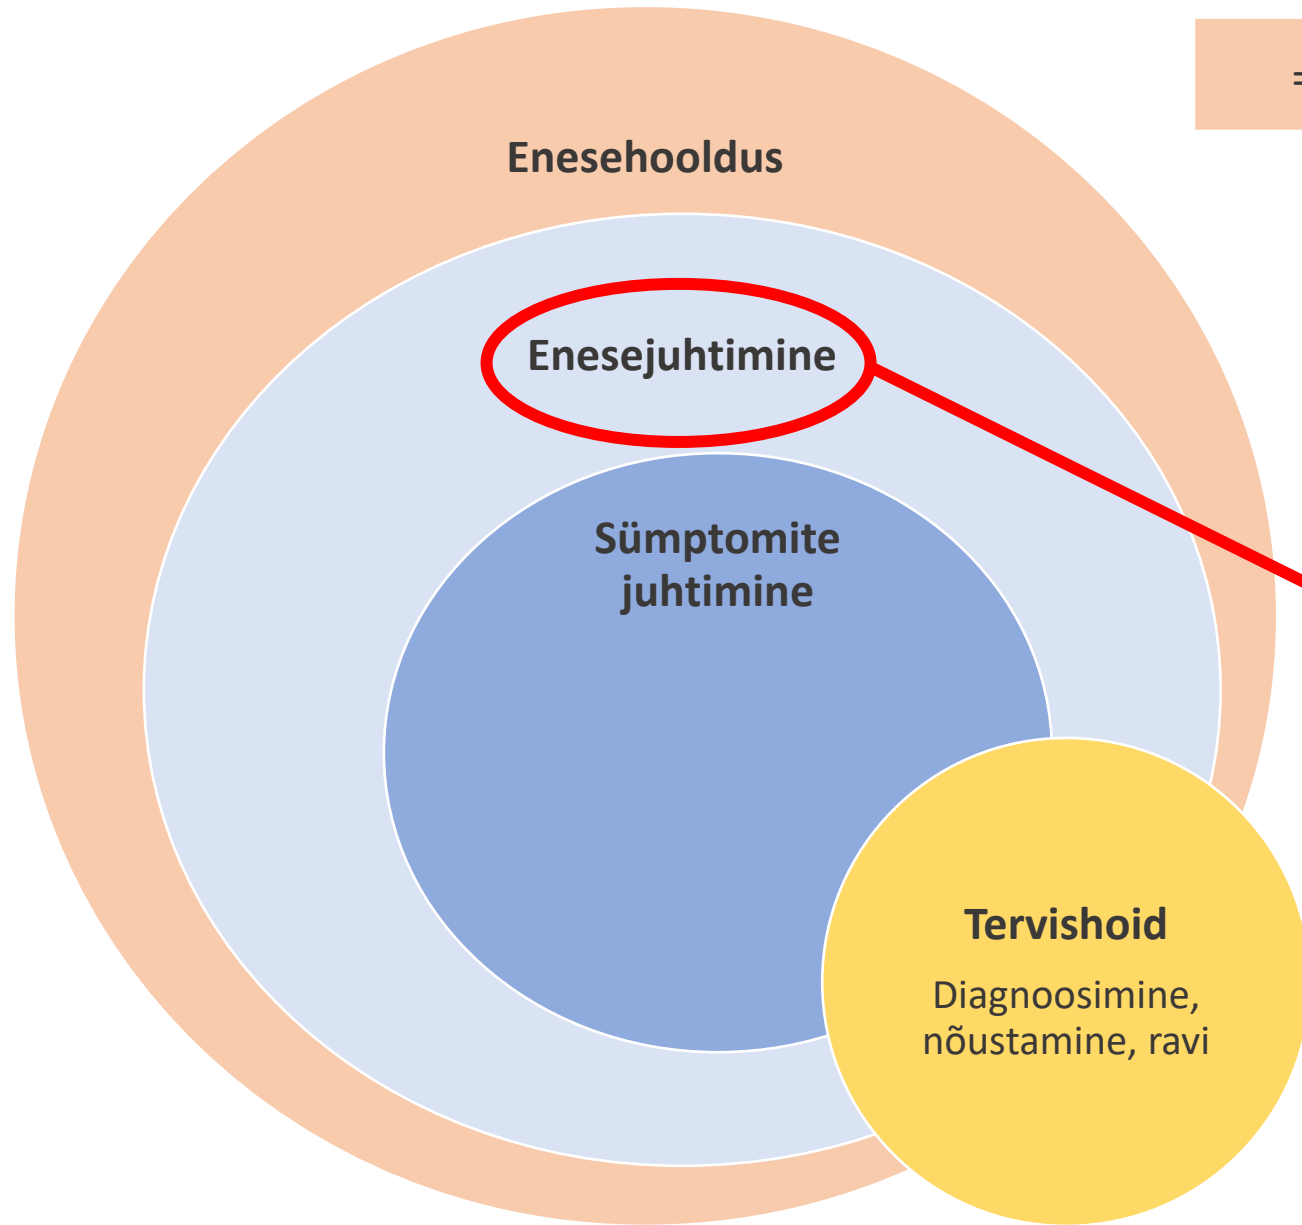 =
Enesehooldus
Enesejuhtimine
Sümptomite
juhtimine
Tervishoid
Diagnoosimine,
nõustamine, ravi